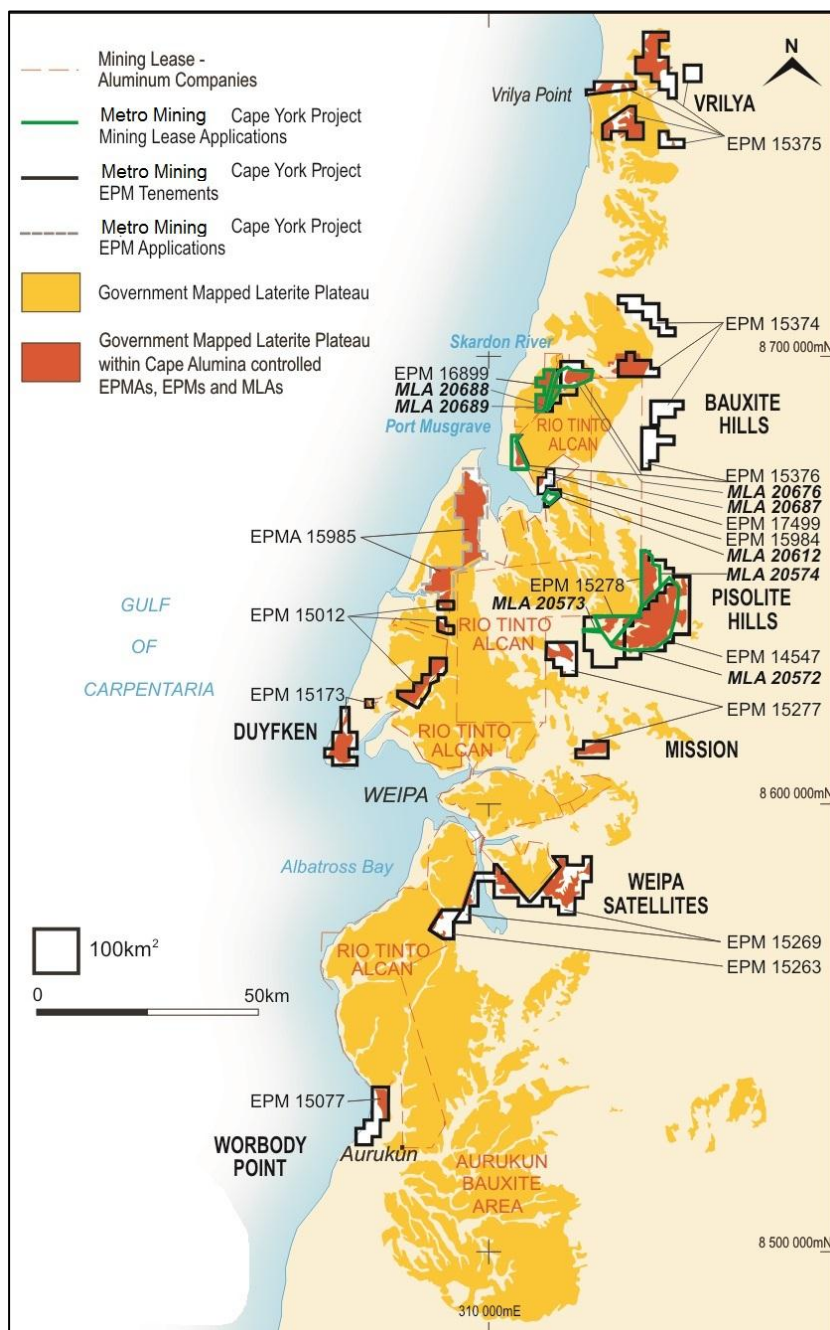 Mining Lease -
Aluminum Companies
Metro Mining Cape York Project
Mining Lease Applications
Metro Mining Cape York Project
EPM Tenements
Metro Mining Cape York Project
EPM Applications
Government Mapped Laterite Plateau
Government Mapped Laterite Plateau
within Cape Alumina controlled
EPMAs, EPMs and MLAs
N
Vrilya Point
VRILYA
EPM 15375
EPM 15374
Skardon River
8 700 000mN
EPM 16899
MLA 20688
MLA 20689
Port Musgrave
RIO TINTO
ALCAN
BAUXITE
HILLS
EPM 15376
MLA 20676
MLA 20687
EPM 17499
EPM 15984
MLA 20612
MLA 20574
EPMA 15985
EPM 15278
MLA 20573
PISOLITE
HILLS
GULF
OF
CARPENTARIA
EPM 15012
RIO TINTO
ALCAN
EPM 14547
MLA 20572
EPM 15173
EPM 15277
DUYFKEN
RIO TINTO
ALCAN
MISSION
WEIPA
8 600 000mN
Albatross Bay
WEIPA
SATELLITES
RIO TINTO
ALCAN
EPM 15269
EPM 15263
100km²
0 50km
EPM 15077
WORBODY
POINT
Aurukun
AURUKUN
BAUXITE
AREA
8 500 000mN
310 000mE